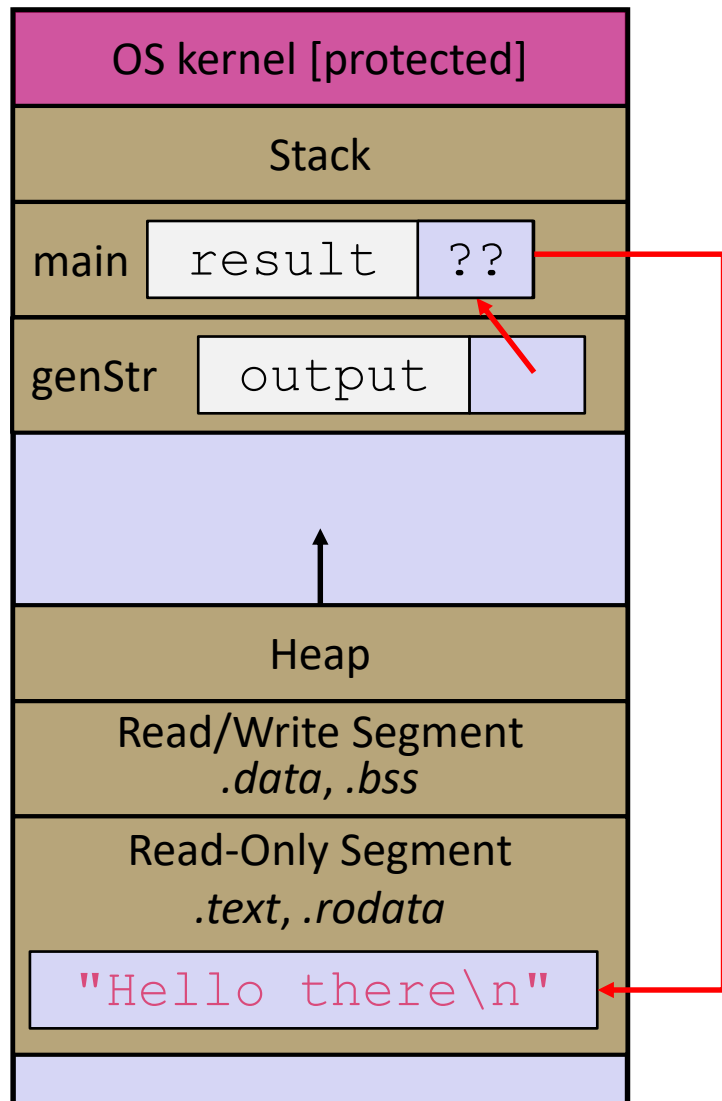 OS kernel [protected]
Stack
main result ??
genStr output
Heap
Read/Write Segment
.data, .bss
Read-Only Segment
.text, .rodata
"Hello there\n"